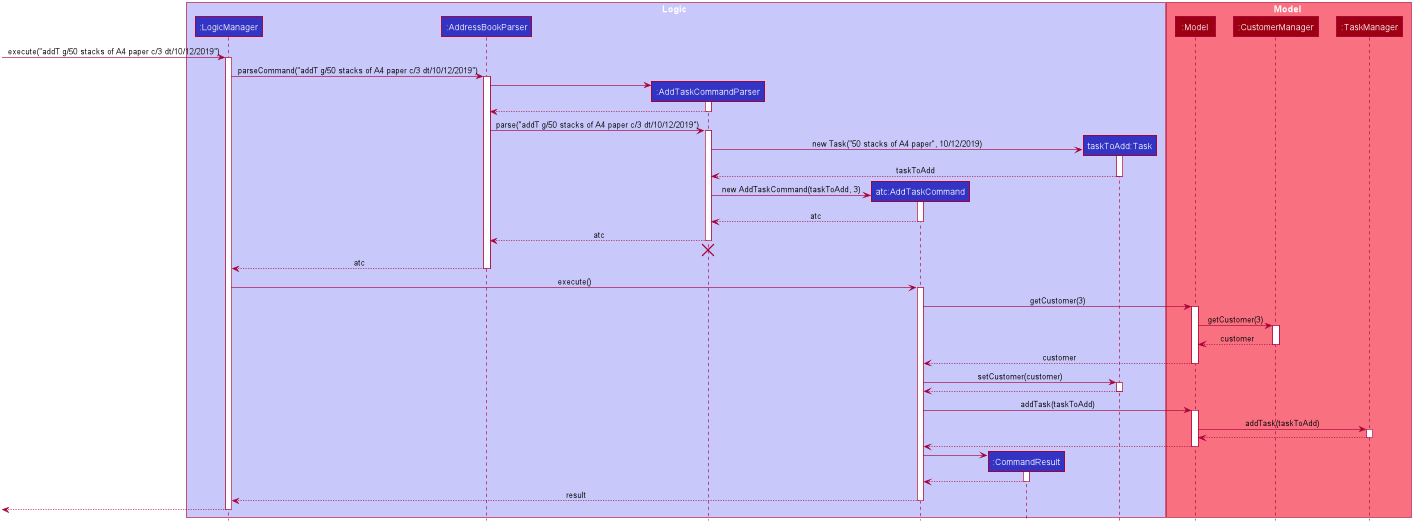 Logic
Model
:LogicManager
:AddressBookParser
:Model
:CustomerManager
:TaskManager
execute("addT g/50 stacks of A4 paper c/3 dt/10/12/2019")
parseCommand("addT g/50 stacks of A4 paper c/3 dt/10/12/2019")
:AddTaskCommandParser
parse("addT g/50 stacks of A4 paper c/3 dt/10/12/2019")
new Task("50 stacks of A4 paper", 10/12/2019)
taskToAdd:Task
taskToAdd
new AddTaskCommand(taskToAdd, 3)
atc:AddTaskCommand
atc
atc
atc
execute()
getCustomer(3)
getCustomer(3)
customer
customer
setCustomer(customer)
addTask(taskToAdd)
addTask(taskToAdd)
:CommandResult
result